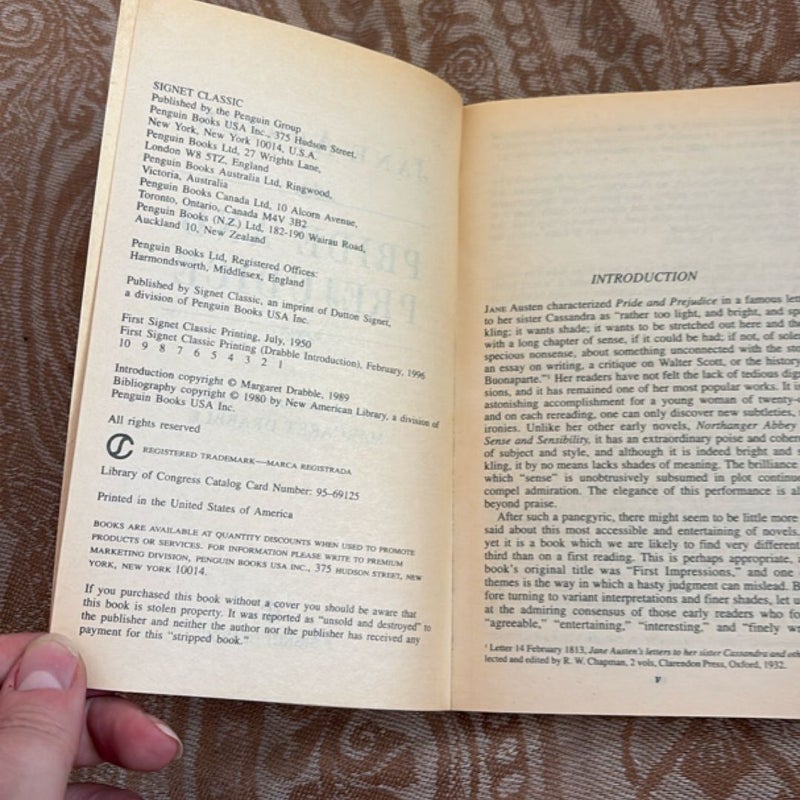 SIGNET CLASSIC
Published by the Penguin Group
Penguin Books USA Inc., 375 Hudson Street,
New York, New York 10014, U.S.A.
Penguin Books Ltd, 27 Wrights Lane,
London W8 5TZ, England
Penguin Books Australia Ltd, Ringwood,
Victoria, Australia
Penguin Books Canada Ltd, 10 Alcorn Avenue,
Toronto, Ontario, Canada M4V 3B2
Penguin Books (N.Z.) Ltd, 182-190 Wairau Road,
Auckland 10, New Zealand
Penguin Books Ltd, Registered Offices:
Harmondsworth, Middlesex, England
Published by Signet Classic, an imprint of Dutton Signet,
a division of Penguin Books USA Inc.
First Signet Classic Printing, July, 1950
First Signet Classic Printing (Drabble Introduction), February, 1996
10 9 8 7 6 5 4 3 2 1
Introduction copyright © Margaret Drabble, 1989
Bibliography copyright © 1980 by New American Library, a division of
Penguin Books USA Inc.
All rights reserved
REGISTERED TRADEMARK—MARCA REGISTRADA
Library of Congress Catalog Card Number: 95-69125
Printed in the United States of America
BOOKS ARE AVAILABLE AT QUANTITY DISCOUNTS WHEN USED TO PROMOTE
PRODUCTS OR SERVICES. FOR INFORMATION PLEASE WRITE TO PREMIUM
MARKETING DIVISION, PENGUIN BOOKS USA INC., 375 HUDSON STREET, NEW
YORK, NEW YORK 10014.
If you purchased this book without a cover you should be aware that
this book is stolen property. It was reported as "unsold and destroyed" to
the publisher and neither the author nor the publisher has received any
payment for this "stripped book."
INTRODUCTION
JANE Austen characterized Pride and Prejudice in a famous lett
to her sister Cassandra as "rather too light, and bright, and sp
kling; it wants shade; it wants to be stretched out here and the
with a long chapter of sense, if it could be had; if not, of sole
specious nonsense, about something unconnected with the sto
an essay on writing, a critique on Walter Scott, or the history
Buonaparte."¹ Her readers have not felt the lack of tedious dig
sions, and it has remained one of her most popular works. It i
astonishing accomplishment for a young woman of twenty-
and on each rereading, one can only discover new subtleties,
ironies. Unlike her other early novels, Northanger Abbey
Sense and Sensibility, it has an extraordinary poise and coher
of subject and style, and although it is indeed bright and s
kling, it by no means lacks shades of meaning. The brilliance
which "sense" is unobtrusively subsumed in plot continue
compel admiration. The elegance of this performance is al
beyond praise.
After such a panegyric, there might seem to be little more
said about this most accessible and entertaining of novels.
yet it is a book which we are likely to find very different
third than on a first reading. This is perhaps appropriate,
book's original title was "First Impressions," and one
themes is the way in which a hasty judgment can mislead. B
fore turning to variant interpretations and finer shades, let u
at the admiring consensus of those early readers who fo
"agreeable," "entertaining," "interesting," and "finely w
¹ Letter 14 February 1813, Jane Austen's letters to her sister Cassandra and oth
lected and edited by R. W. Chapman, 2 vols, Clarendon Press, Oxford, 1932.
v